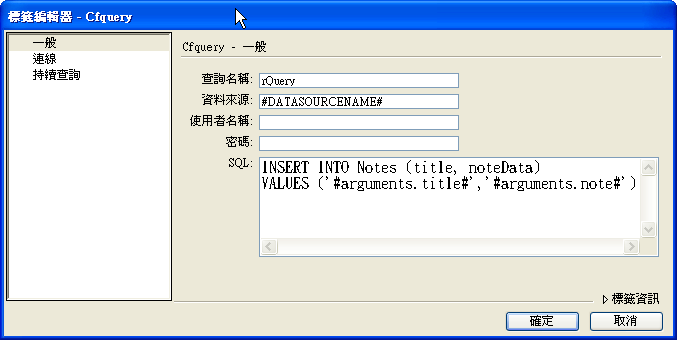 標籤編輯器 - Cfquery
一般
連線
持續查詢
Cfquery - 一般
查詢名稱: rQuery
資料來源: #DATASOURCENAME#
使用者名稱:
密碼:
SQL: INSERT INTO Notes (title, noteData)
VALUES ('#arguments.title#','#arguments.note#')
標籤資訊
確定 取消